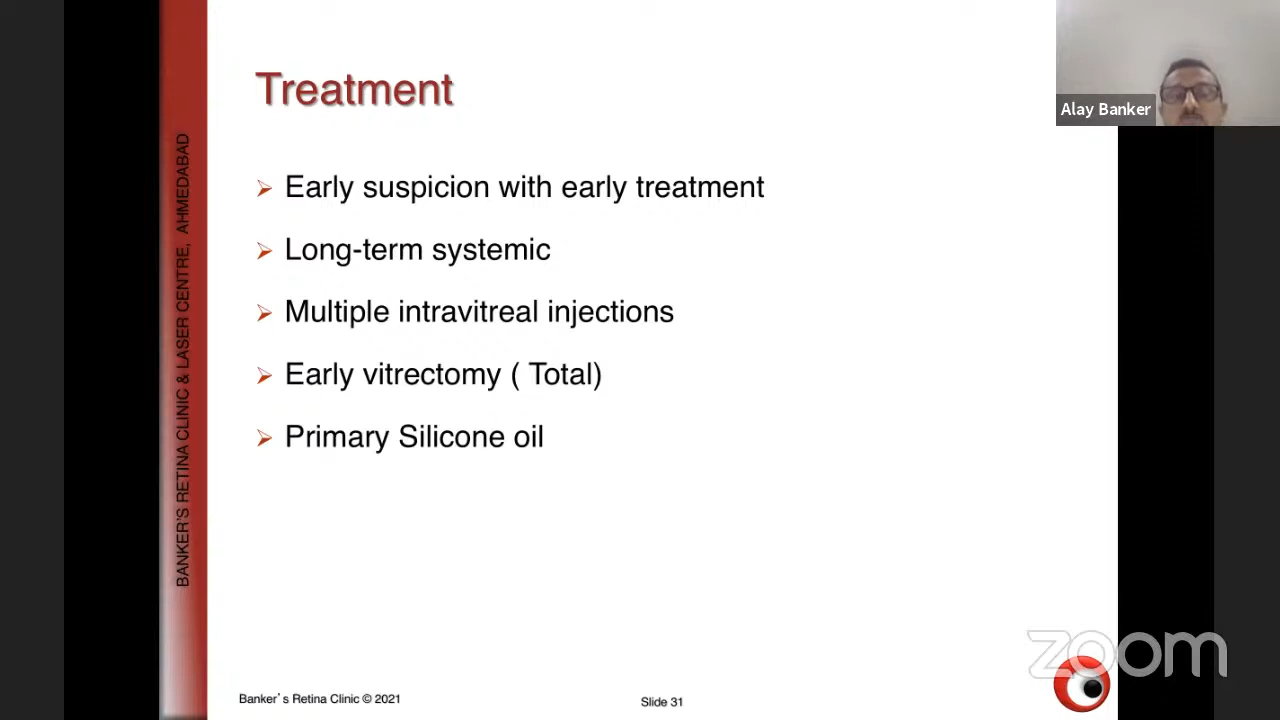 Treatment
Alay Banker
BANKER'S RETINA CLINIC & LASER CENTRE, AHMEDABAD
➢ Early suspicion with early treatment
➢ Long-term systemic
➢ Multiple intravitreal injections
➢ Early vitrectomy ( Total)
➢ Primary Silicone oil
zoom
Banker's Retina Clinic © 2021
Slide 31